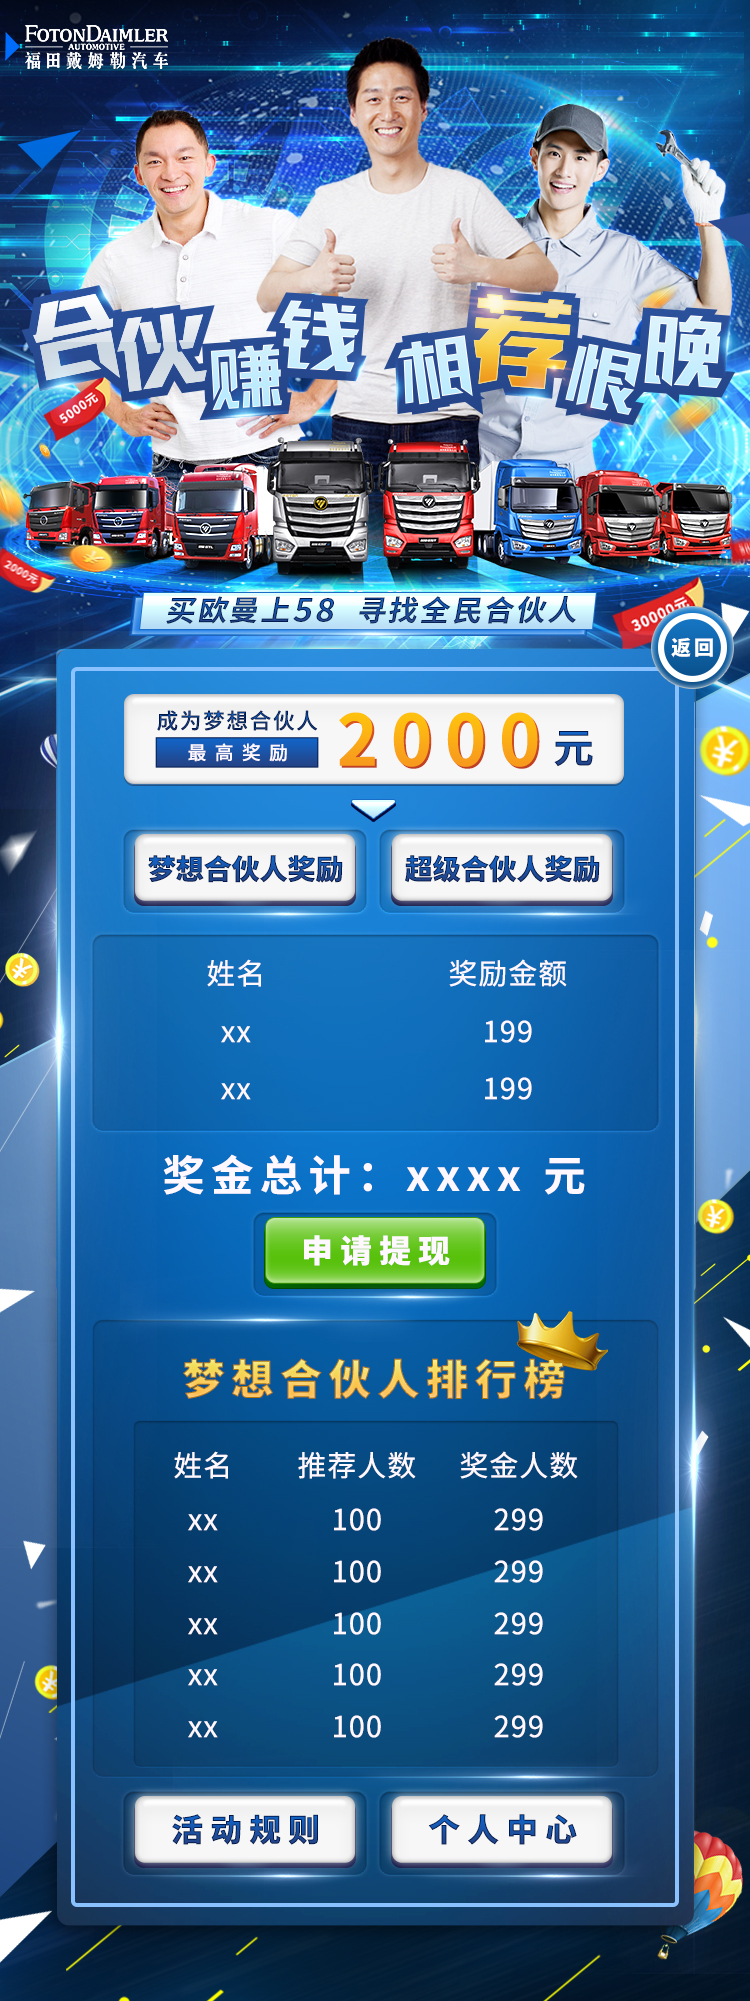 FOTONDAIMLER
AUTOMOTIVE
福田戴姆勒汽车
合伙赚钱 相荐恨晚
5000元
2000元
买欧曼上58 寻找全民合伙人
30000元
返回
成为梦想合伙人
最高奖励
2000元
梦想合伙人奖励 超级合伙人奖励
姓名 奖励金额
xx 199
xx 199
奖金总计：xxxx 元
申请提现
梦想合伙人排行榜
姓名 推荐人数 奖金人数
xx 100 299
xx 100 299
xx 100 299
xx 100 299
xx 100 299
活动规则 个人中心